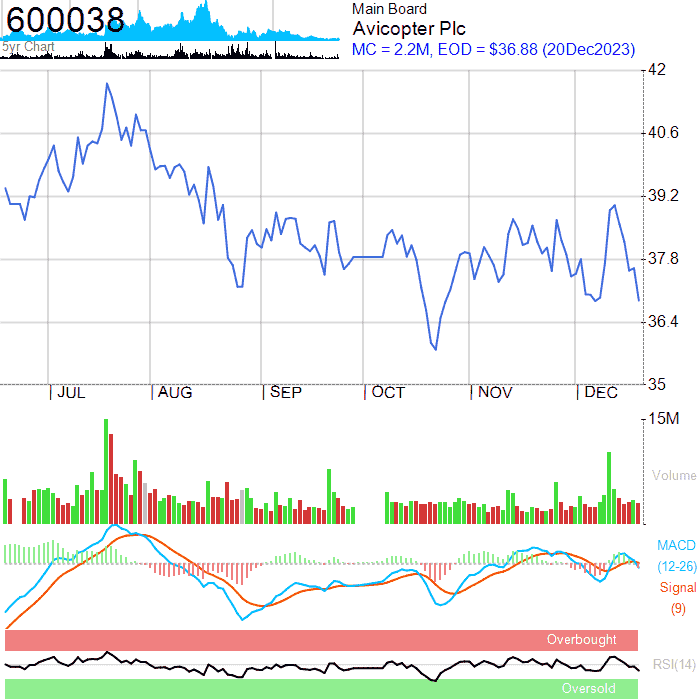 600038
5yr Chart
Main Board
Avicopter Plc
MC = 2.2M, EOD = $36.88 (20Dec2023)
42
40.6
39.2
37.8
36.4
35
JUL AUG SEP OCT NOV DEC
15M
Volume
MACD
(12-26)
Signal
(9)
Overbought
RSI(14)
Oversold